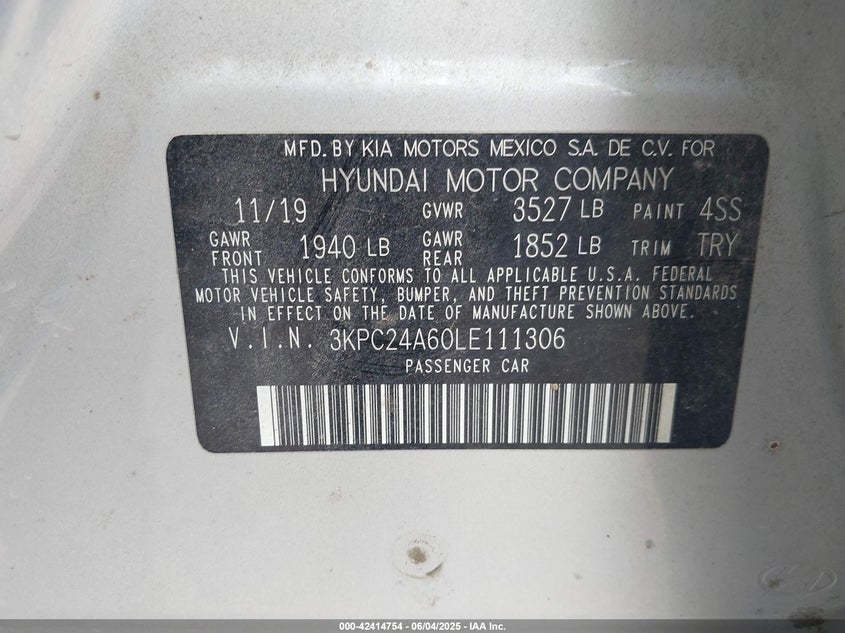 MFD. BY KIA MOTORS MEXICO S.A. DE C.V. FOR
HYUNDAI MOTOR COMPANY
11/19 GVWR 3527 LB PAINT 4SS
GAWR FRONT 1940 LB GAWR REAR 1852 LB TRIM TRY
THIS VEHICLE CONFORMS TO ALL APPLICABLE U.S.A. FEDERAL
MOTOR VEHICLE SAFETY, BUMPER, AND THEFT PREVENTION STANDARDS
IN EFFECT ON THE DATE OF MANUFACTURE SHOWN ABOVE.
V.I.N. 3KPC24A60LE111306
PASSENGER CAR
000-42414754 - 06/04/2025 - IAA Inc.